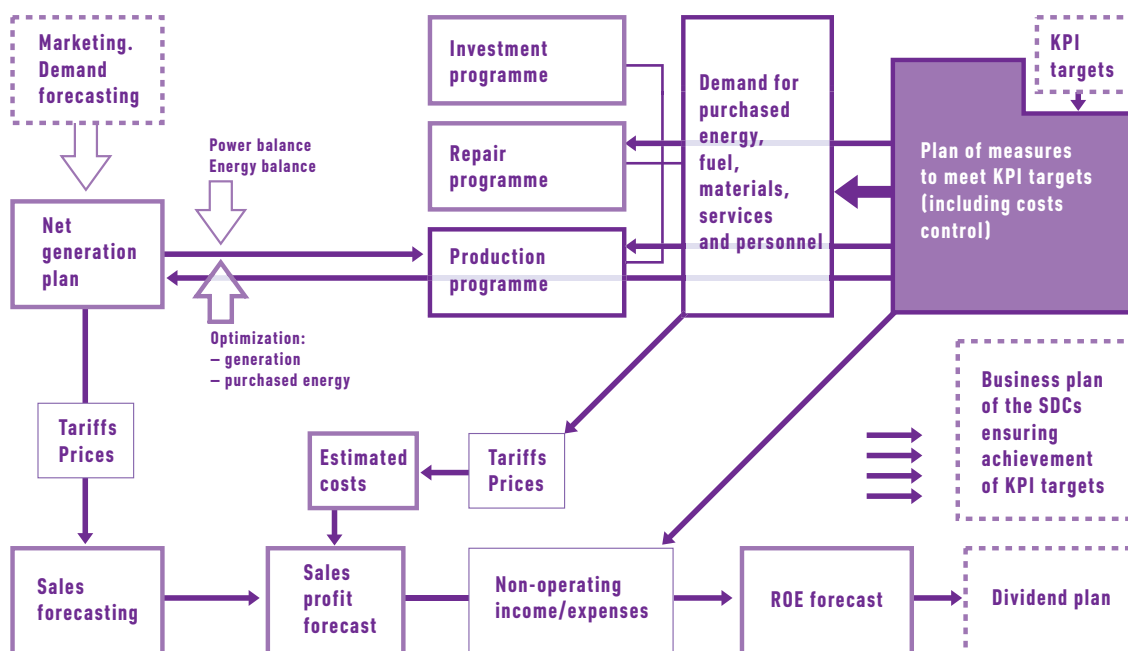 Marketing.
Demand
forecasting
Investment
programme
KPI
targets
Demand for
purchased
energy,
fuel,
materials,
services
and personnel
Power balance
Energy balance
Repair
programme
Plan of measures
to meet KPI targets
(including costs
control)
Net
generation
plan
Production
programme
Optimization:
– generation
– purchased energy
Business plan
of the SDCs
ensuring
achievement
of KPI targets
Tariffs
Prices
Estimated
costs
Tariffs
Prices
Sales
forecasting
Sales
profit
forecast
Non-operating
income/expenses
ROE forecast
Dividend plan